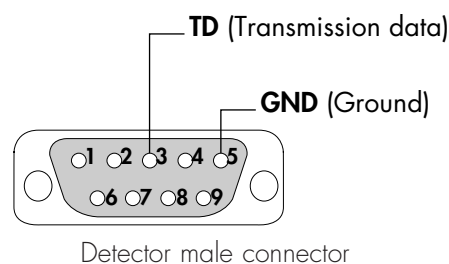 TD (Transmission data)
GND (Ground)
1 2 3 4 5
6 7 8 9
Detector male connector